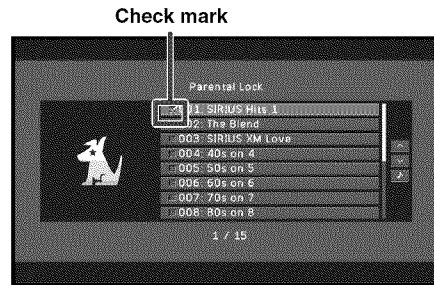 Check mark
Parental Lock
001: SIRIUS Hits 1
002: The Blend
003: SIRIUS XM Love
004: 40s on 4
005: 50s on 5
006: 60s on 6
007: 70s on 7
008: 80s on 8
1 / 15